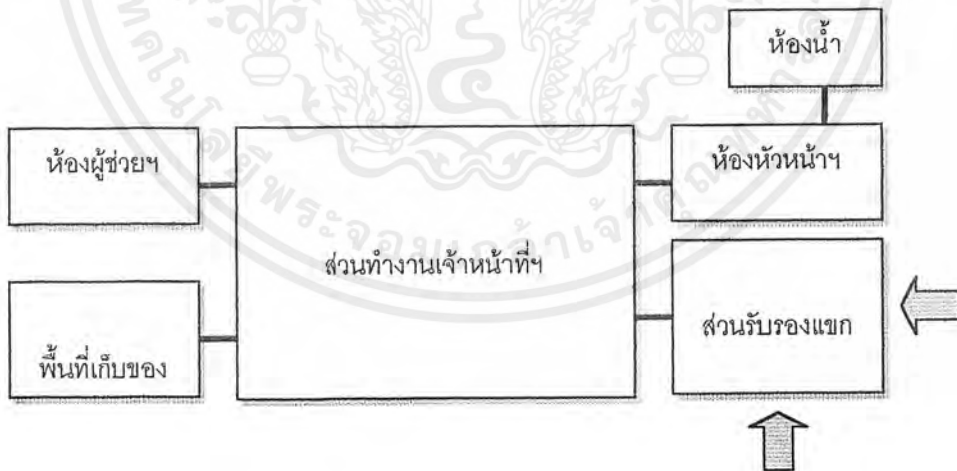 ห้องน้ำ
ห้องผู้ช่วยฯ
ห้องหัวหน้าฯ
ส่วนทำงานเจ้าหน้าที่ฯ
ส่วนรับรองแขก
พื้นที่เก็บของ